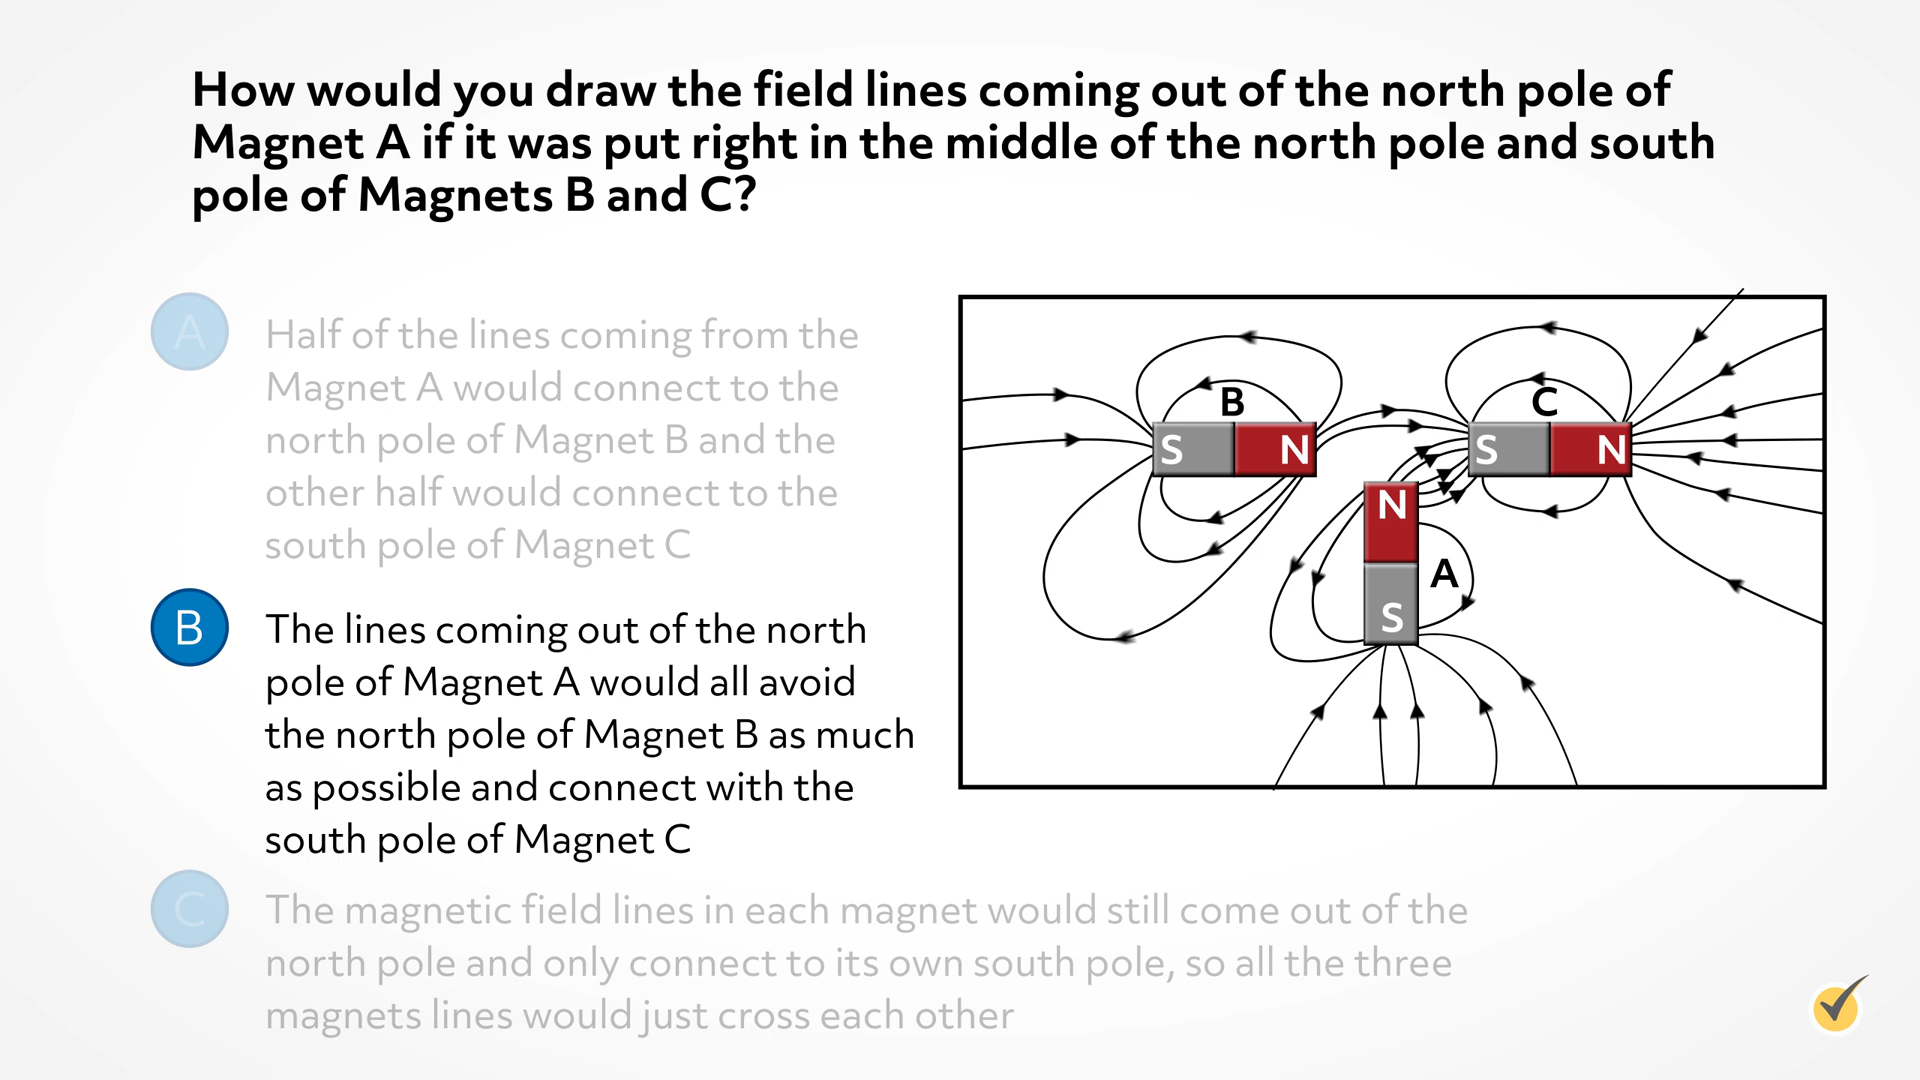 How would you draw the field lines coming out of the north pole of
Magnet A if it was put right in the middle of the north pole and south
pole of Magnets B and C?
A
Half of the lines coming from the
Magnet A would connect to the
north pole of Magnet B and the
other half would connect to the
south pole of Magnet C
B
The lines coming out of the north
pole of Magnet A would all avoid
the north pole of Magnet B as much
as possible and connect with the
south pole of Magnet C
C
The magnetic field lines in each magnet would still come out of the
north pole and only connect to its own south pole, so all the three
magnets lines would just cross each other
B
C
S N
S N
N
A
S